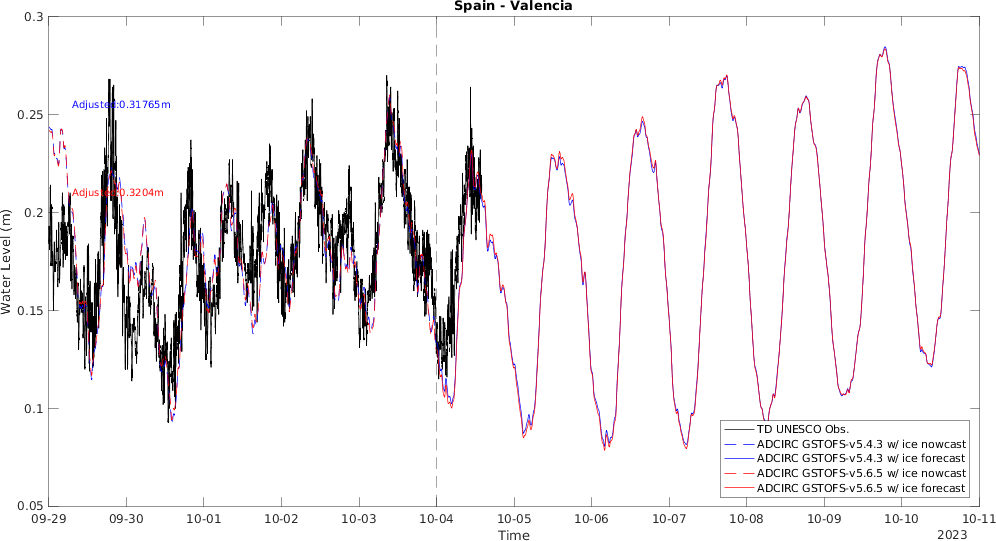 Spain - Valencia
0.3
0.25
0.2
0.15
0.1
0.05
Water Level (m)
Adjusted:0.31765m
Adjusted:0.3204m
TD UNESCO Obs.
ADCIRC GSTOFS-v5.4.3 w/ ice nowcast
ADCIRC GSTOFS-v5.4.3 w/ ice forecast
ADCIRC GSTOFS-v5.6.5 w/ ice nowcast
ADCIRC GSTOFS-v5.6.5 w/ ice forecast
09-29 09-30 10-01 10-02 10-03 10-04 10-05 10-06 10-07 10-08 10-09 10-10 10-11
Time
2023